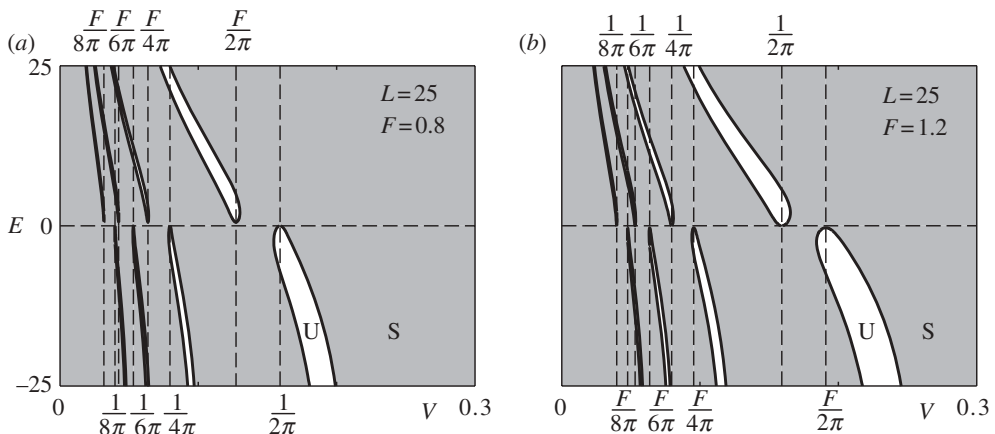 (a) F/8π F/6π F/4π F/2π
25
L=25
F=0.8
E 0
U S
−25
0 1/8π 1/6π 1/4π 1/2π V 0.3
(b) 1/8π 1/6π 1/4π 1/2π
L=25
F=1.2
U S
0 F/8π F/6π F/4π F/2π V 0.3